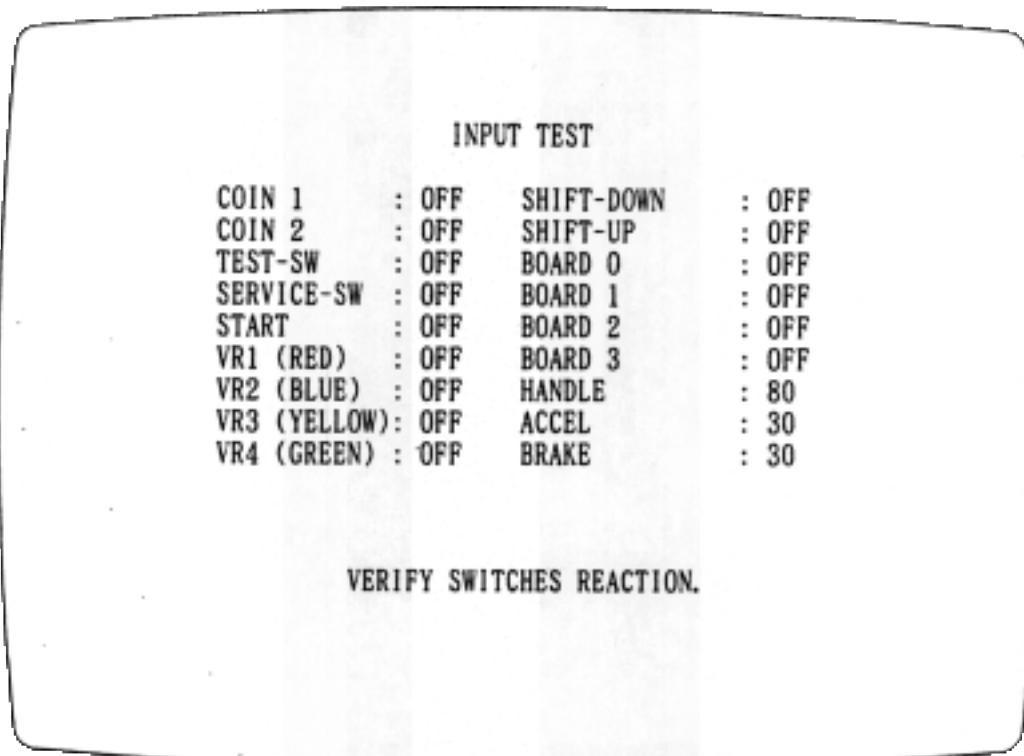 INPUT TEST
COIN 1 : OFF SHIFT-DOWN : OFF
COIN 2 : OFF SHIFT-UP : OFF
TEST-SW : OFF BOARD 0 : OFF
SERVICE-SW : OFF BOARD 1 : OFF
START : OFF BOARD 2 : OFF
VR1 (RED) : OFF BOARD 3 : OFF
VR2 (BLUE) : OFF HANDLE : 80
VR3 (YELLOW): OFF ACCEL : 30
VR4 (GREEN) : OFF BRAKE : 30
VERIFY SWITCHES REACTION.